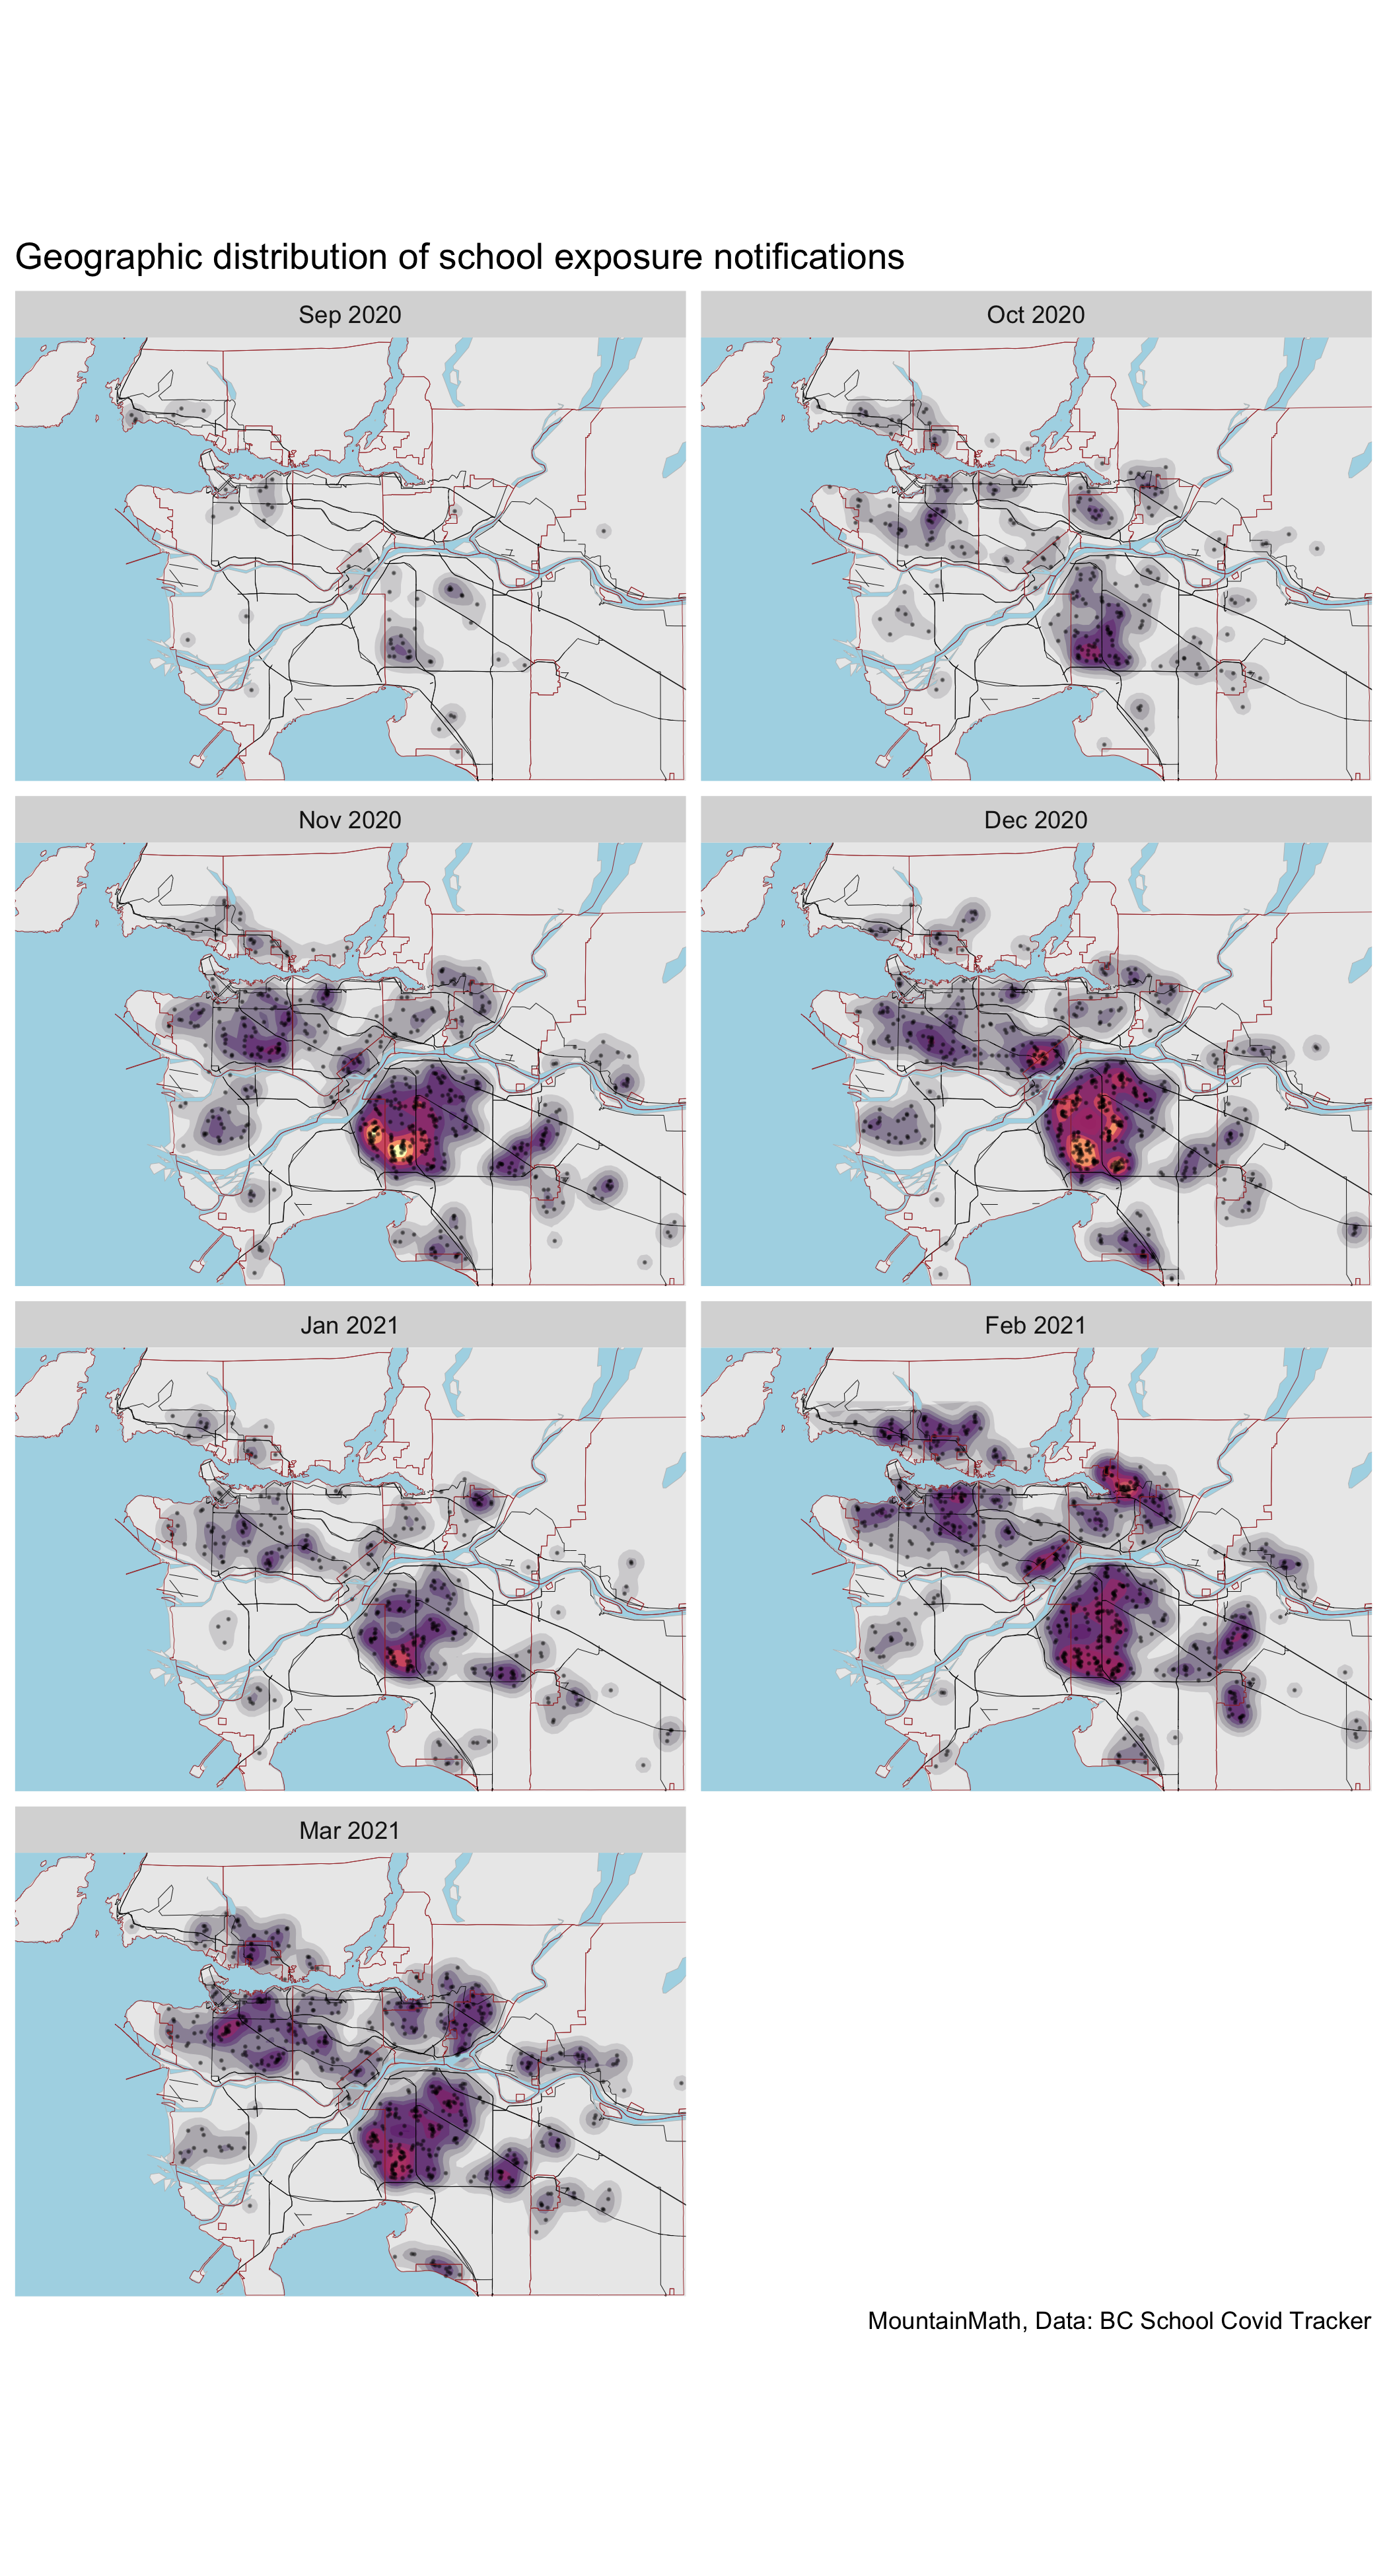 Geographic distribution of school exposure notifications
Sep 2020
Oct 2020
Nov 2020
Dec 2020
Jan 2021
Feb 2021
Mar 2021
MountainMath, Data: BC School Covid Tracker